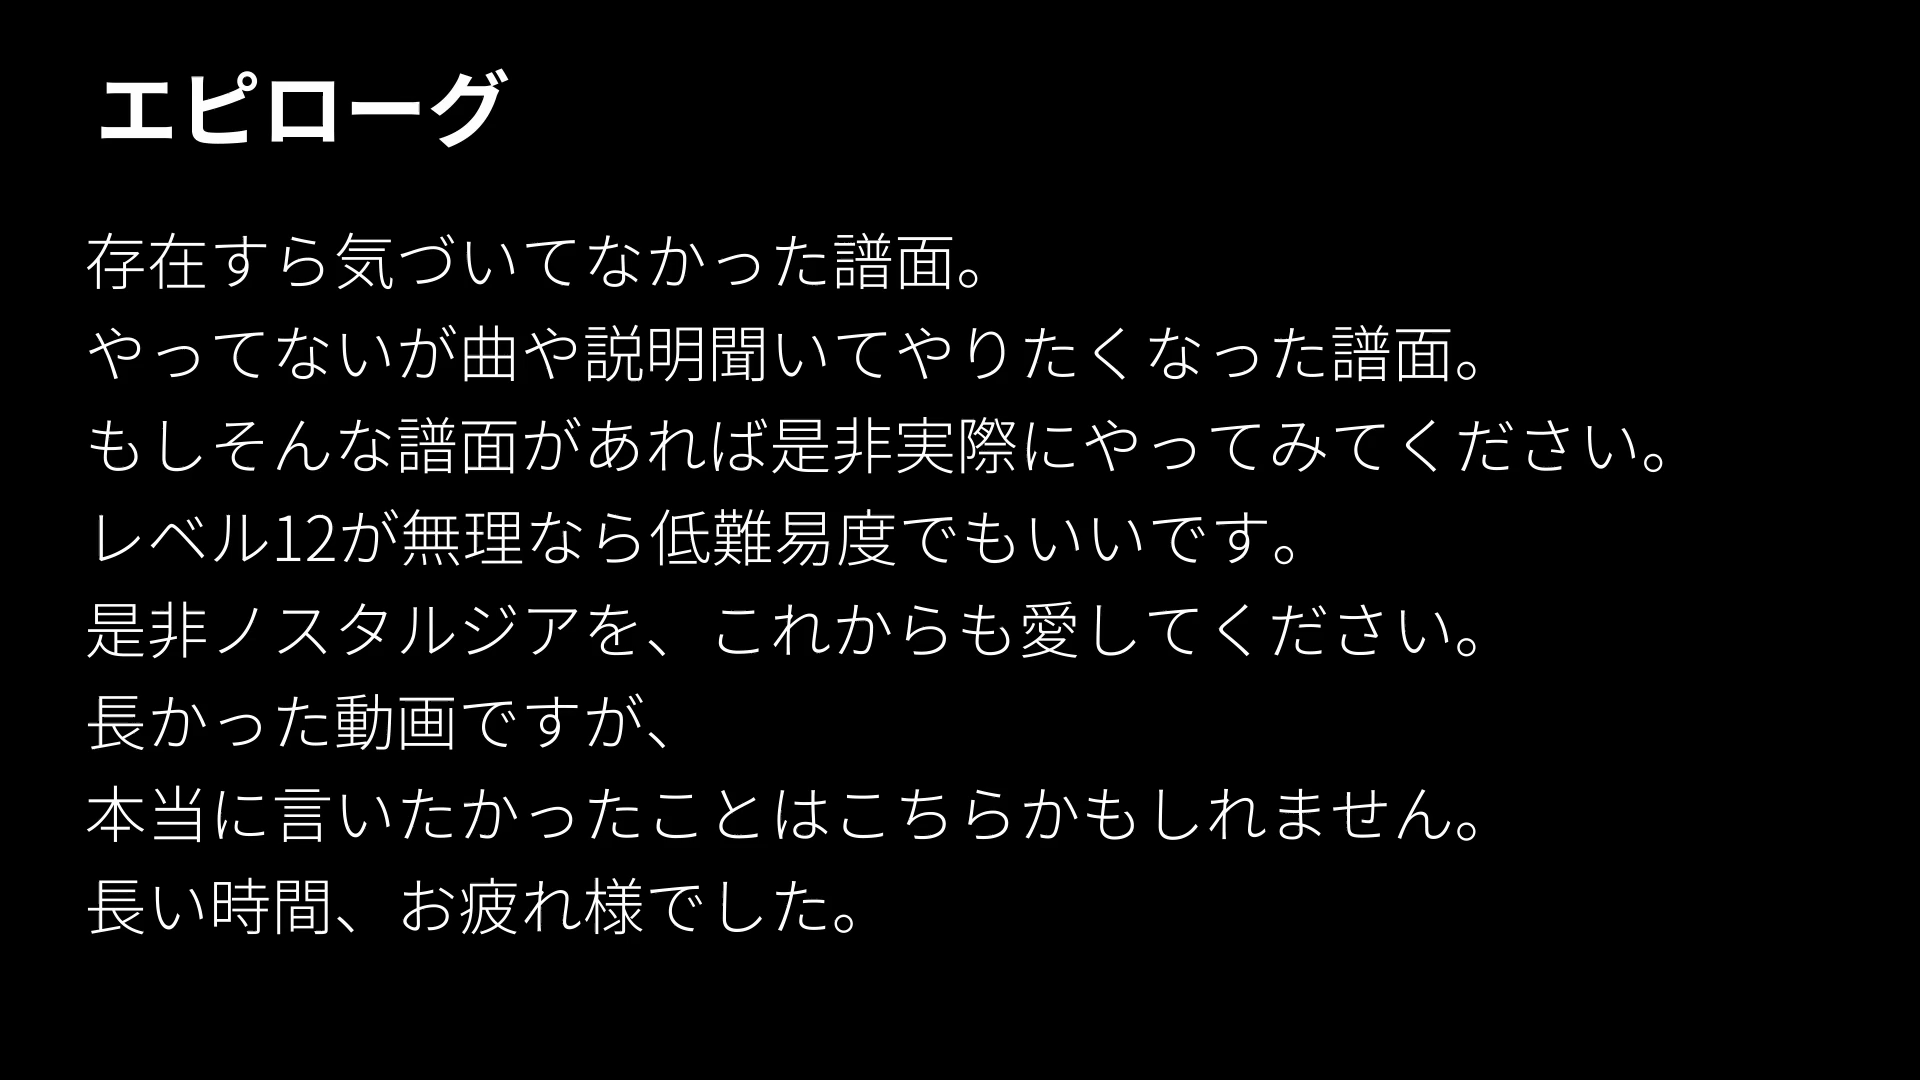 エピローグ
存在すら気づいてなかった譜面。
やってないが曲や説明聞いてやりたくなった譜面。
もしそんな譜面があれば是非実際にやってみてください。
レベル12が無理なら低難易度でもいいです。
是非ノスタルジアを、これからも愛してください。
長かった動画ですが、
本当に言いたかったことはこちらかもしれません。
長い時間、お疲れ様でした。